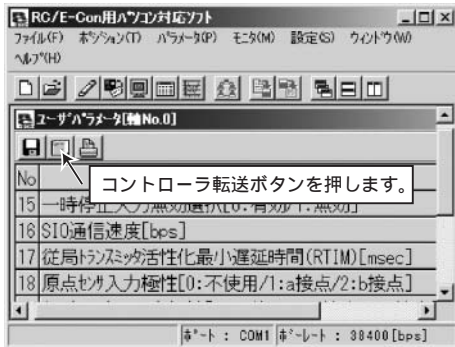 RC/E-Con用パソコン対応ソフト
ファイル(F) ポジション(T) パラメータ(P) モニタ(M) 設定(S) ウィンドウ(W)
ヘルプ(H)
ユーザパラメータ[軸No.0]
コントローラ転送ボタンを押します。
No
15 一時停止入力無効選択[0:有効/1:無効]
16 SIO通信速度[bps]
17 従局トランスミッタ活性化最小遅延時間(RTIM)[msec]
18 原点センサ入力極性[0:不使用/1:a接点/2:b接点]
ポート : COM1 ボーレート : 38400[bps]